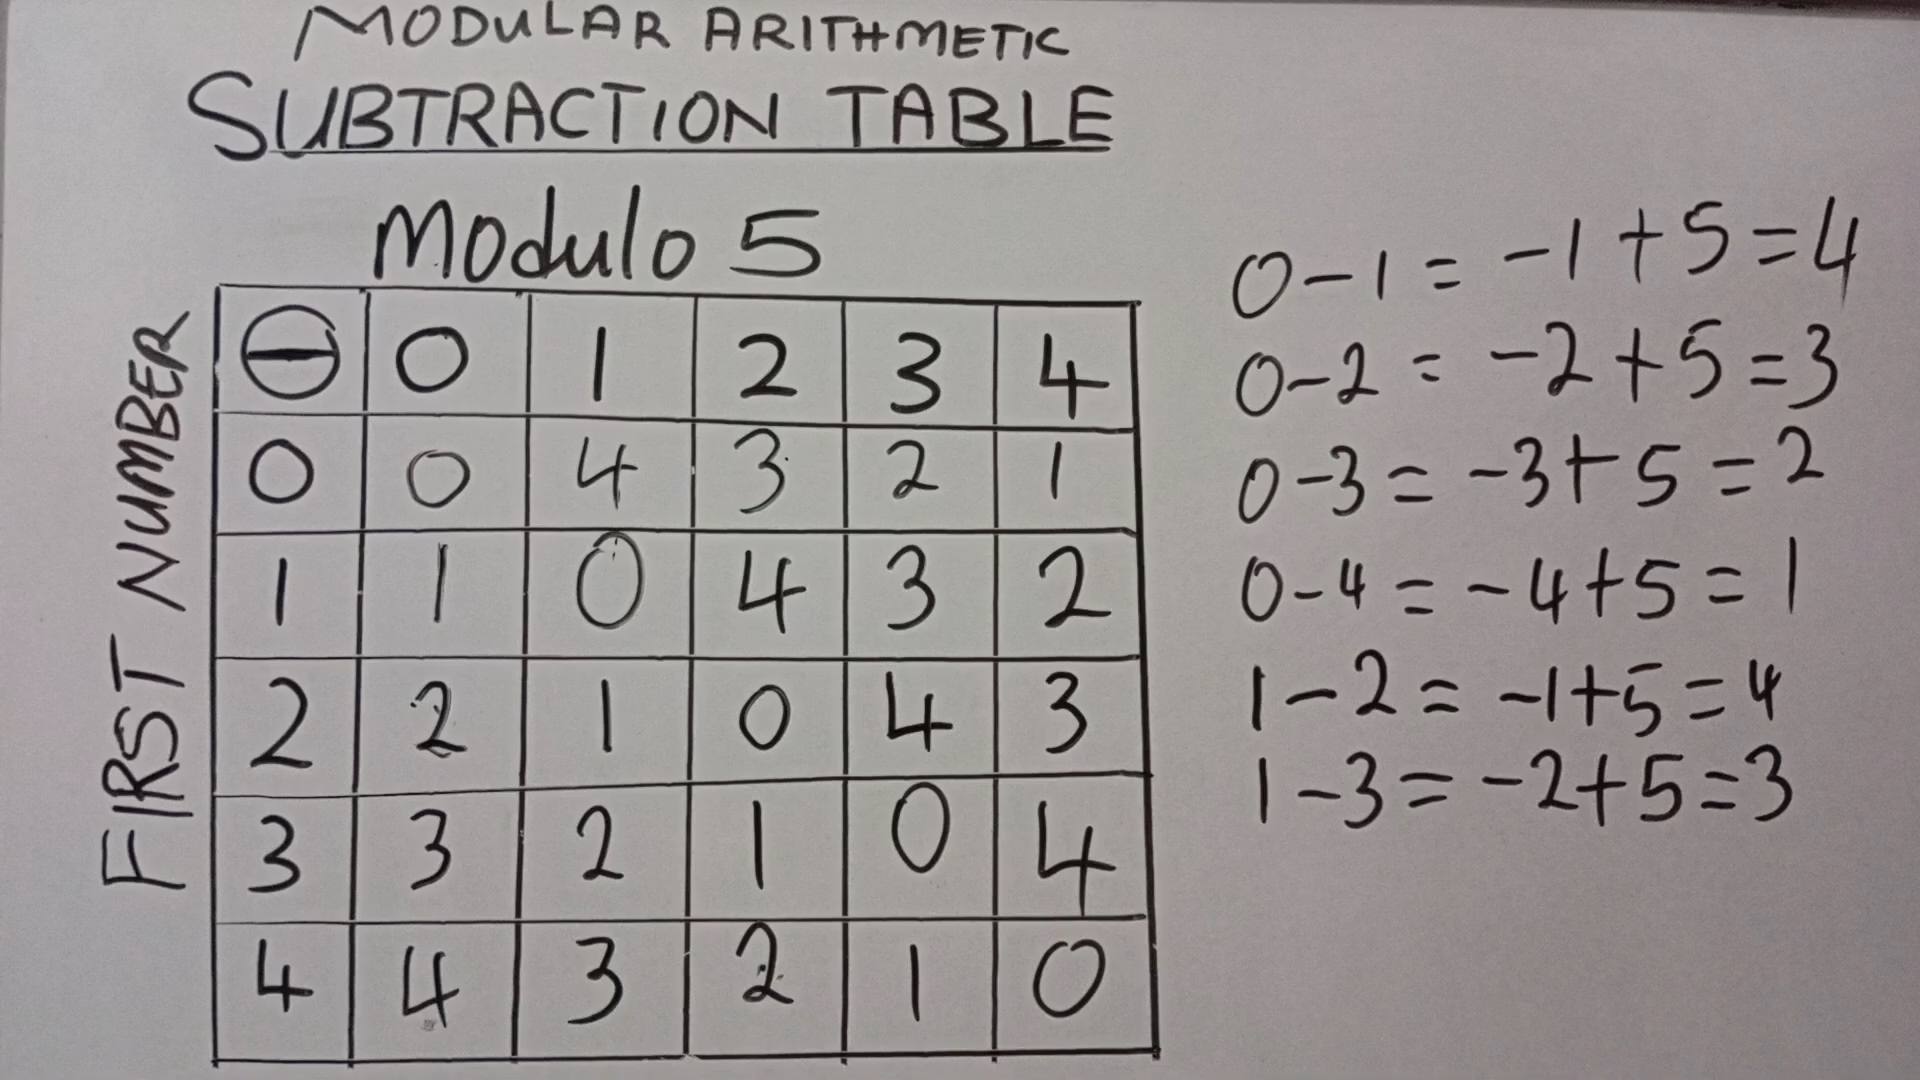 MODULAR ARITHMETIC
SUBTRACTION TABLE
Modulo 5
FIRST NUMBER
⊖ 0 1 2 3 4
0 0 4 3 2 1
1 1 0 4 3 2
2 2 1 0 4 3
3 3 2 1 0 4
4 4 3 2 1 0
0-1 = -1+5=4
0-2 = -2+5=3
0-3 = -3+5=2
0-4 = -4+5=1
1-2 = -1+5=4
1-3 = -2+5=3